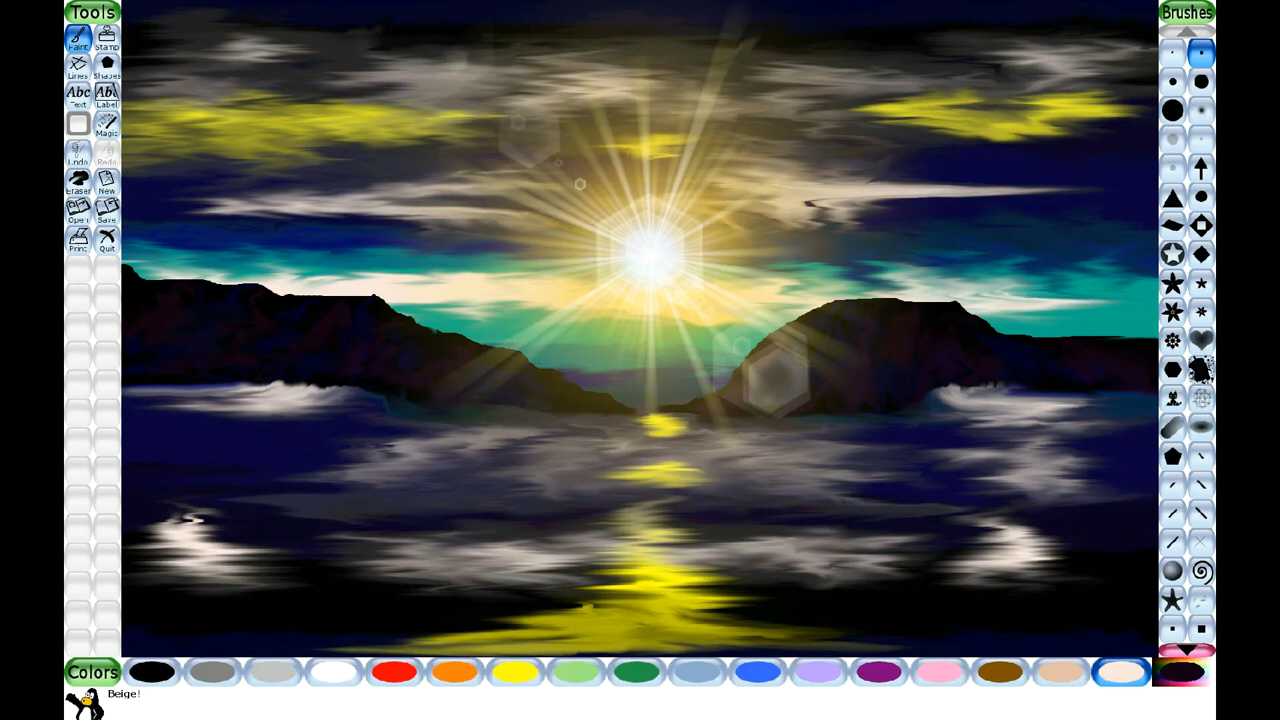 Tools
Brushes
Paint
Stamp
Lines
Shapes
Abc
Abc
Text
Label
Magic
Undo
Redo
Eraser
New
Open
Save
Print
Quit
Colors
Beige!